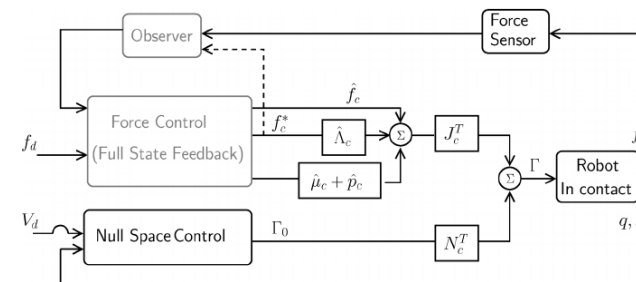 Observer
Force
Sensor
f̂_c
f_d
Force Control
(Full State Feedback)
f_c^*
Λ̂_c
Σ
J_c^T
μ̂_c + p̂_c
Σ
Γ
Robot
In contact
V_d
Null Space Control
Γ_0
N_c^T
q,